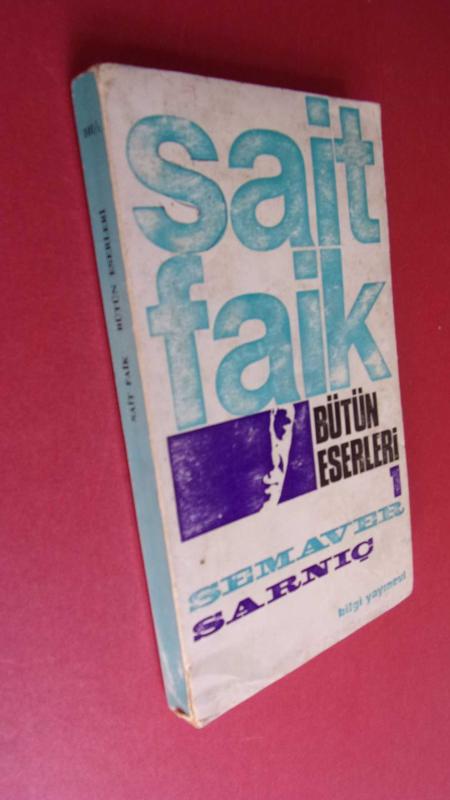 sait
faik
BÜTÜN
ESERLERİ
1
SEMAVER
SARNIÇ
bilgi yayınevi
SAİT FAİK BÜTÜN ESERLERİ